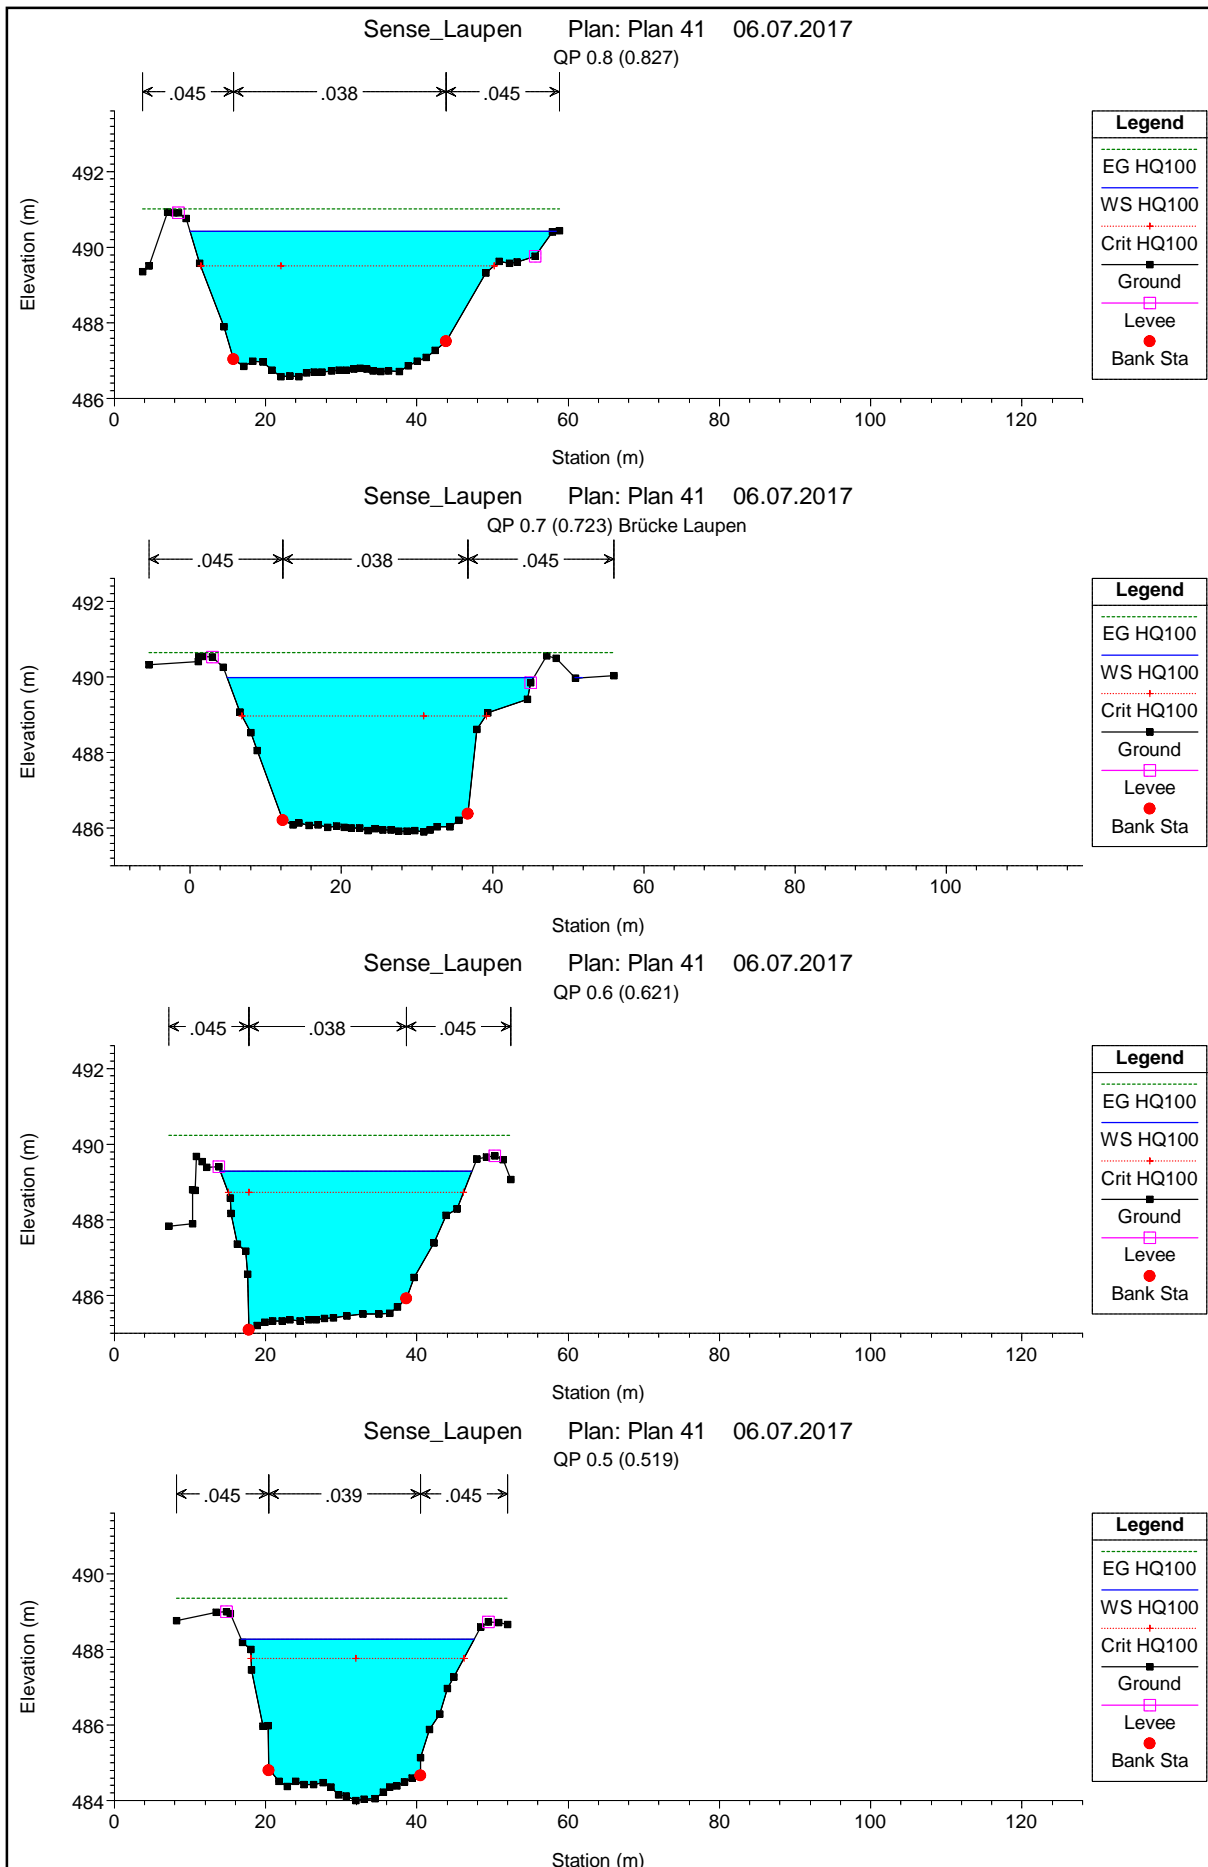 Sense_Laupen Plan: Plan 41 06.07.2017
QP 0.8 (0.827)
.045 .038 .045
Legend
EG HQ100
WS HQ100
Crit HQ100
Ground
Levee
Bank Sta
492
490
488
486
Elevation (m)
0 20 40 60 80 100 120
Station (m)
Sense_Laupen Plan: Plan 41 06.07.2017
QP 0.7 (0.723) Brücke Laupen
.045 .038 .045
Legend
EG HQ100
WS HQ100
Crit HQ100
Ground
Levee
Bank Sta
492
490
488
486
Elevation (m)
0 20 40 60 80 100
Station (m)
Sense_Laupen Plan: Plan 41 06.07.2017
QP 0.6 (0.621)
.045 .038 .045
Legend
EG HQ100
WS HQ100
Crit HQ100
Ground
Levee
Bank Sta
492
490
488
486
Elevation (m)
0 20 40 60 80 100 120
Station (m)
Sense_Laupen Plan: Plan 41 06.07.2017
QP 0.5 (0.519)
.045 .039 .045
Legend
EG HQ100
WS HQ100
Crit HQ100
Ground
Levee
Bank Sta
490
488
486
484
Elevation (m)
0 20 40 60 80 100 120
Station (m)